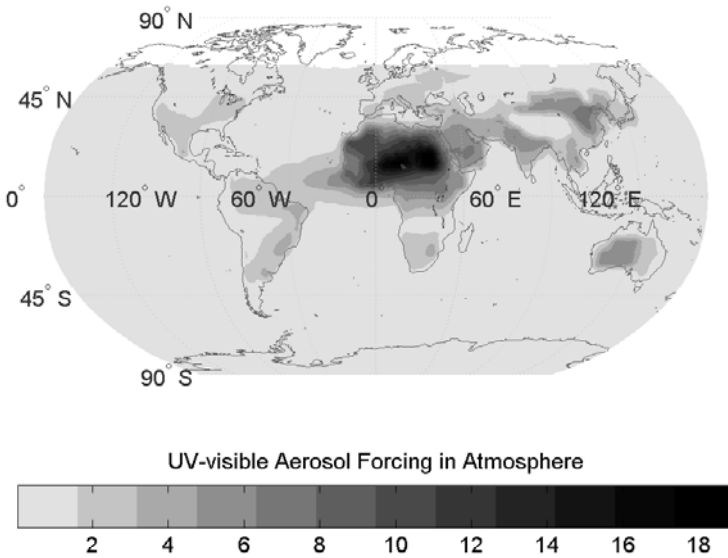 90° N
45° N
0° 120° W 60° W 0° 60° E 120° E
45° S
90° S
UV-visible Aerosol Forcing in Atmosphere
2 4 6 8 10 12 14 16 18